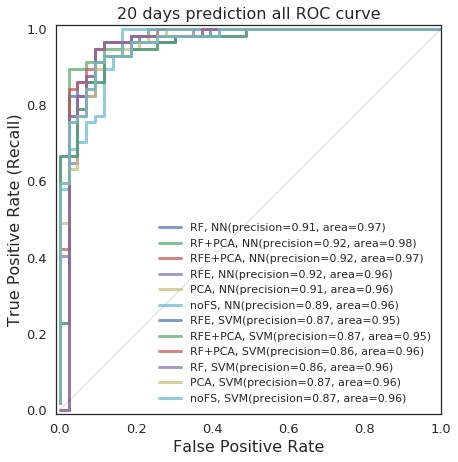 20 days prediction all ROC curve
True Positive Rate (Recall)
1.0
0.8
0.6
0.4
0.2
0.0
RF, NN(precision=0.91, area=0.97)
RF+PCA, NN(precision=0.92, area=0.98)
RFE+PCA, NN(precision=0.92, area=0.97)
RFE, NN(precision=0.92, area=0.96)
PCA, NN(precision=0.91, area=0.96)
noFS, NN(precision=0.89, area=0.96)
RFE, SVM(precision=0.87, area=0.95)
RFE+PCA, SVM(precision=0.87, area=0.95)
RF+PCA, SVM(precision=0.86, area=0.96)
RF, SVM(precision=0.86, area=0.96)
PCA, SVM(precision=0.87, area=0.96)
noFS, SVM(precision=0.87, area=0.96)
0.0 0.2 0.4 0.6 0.8 1.0
False Positive Rate